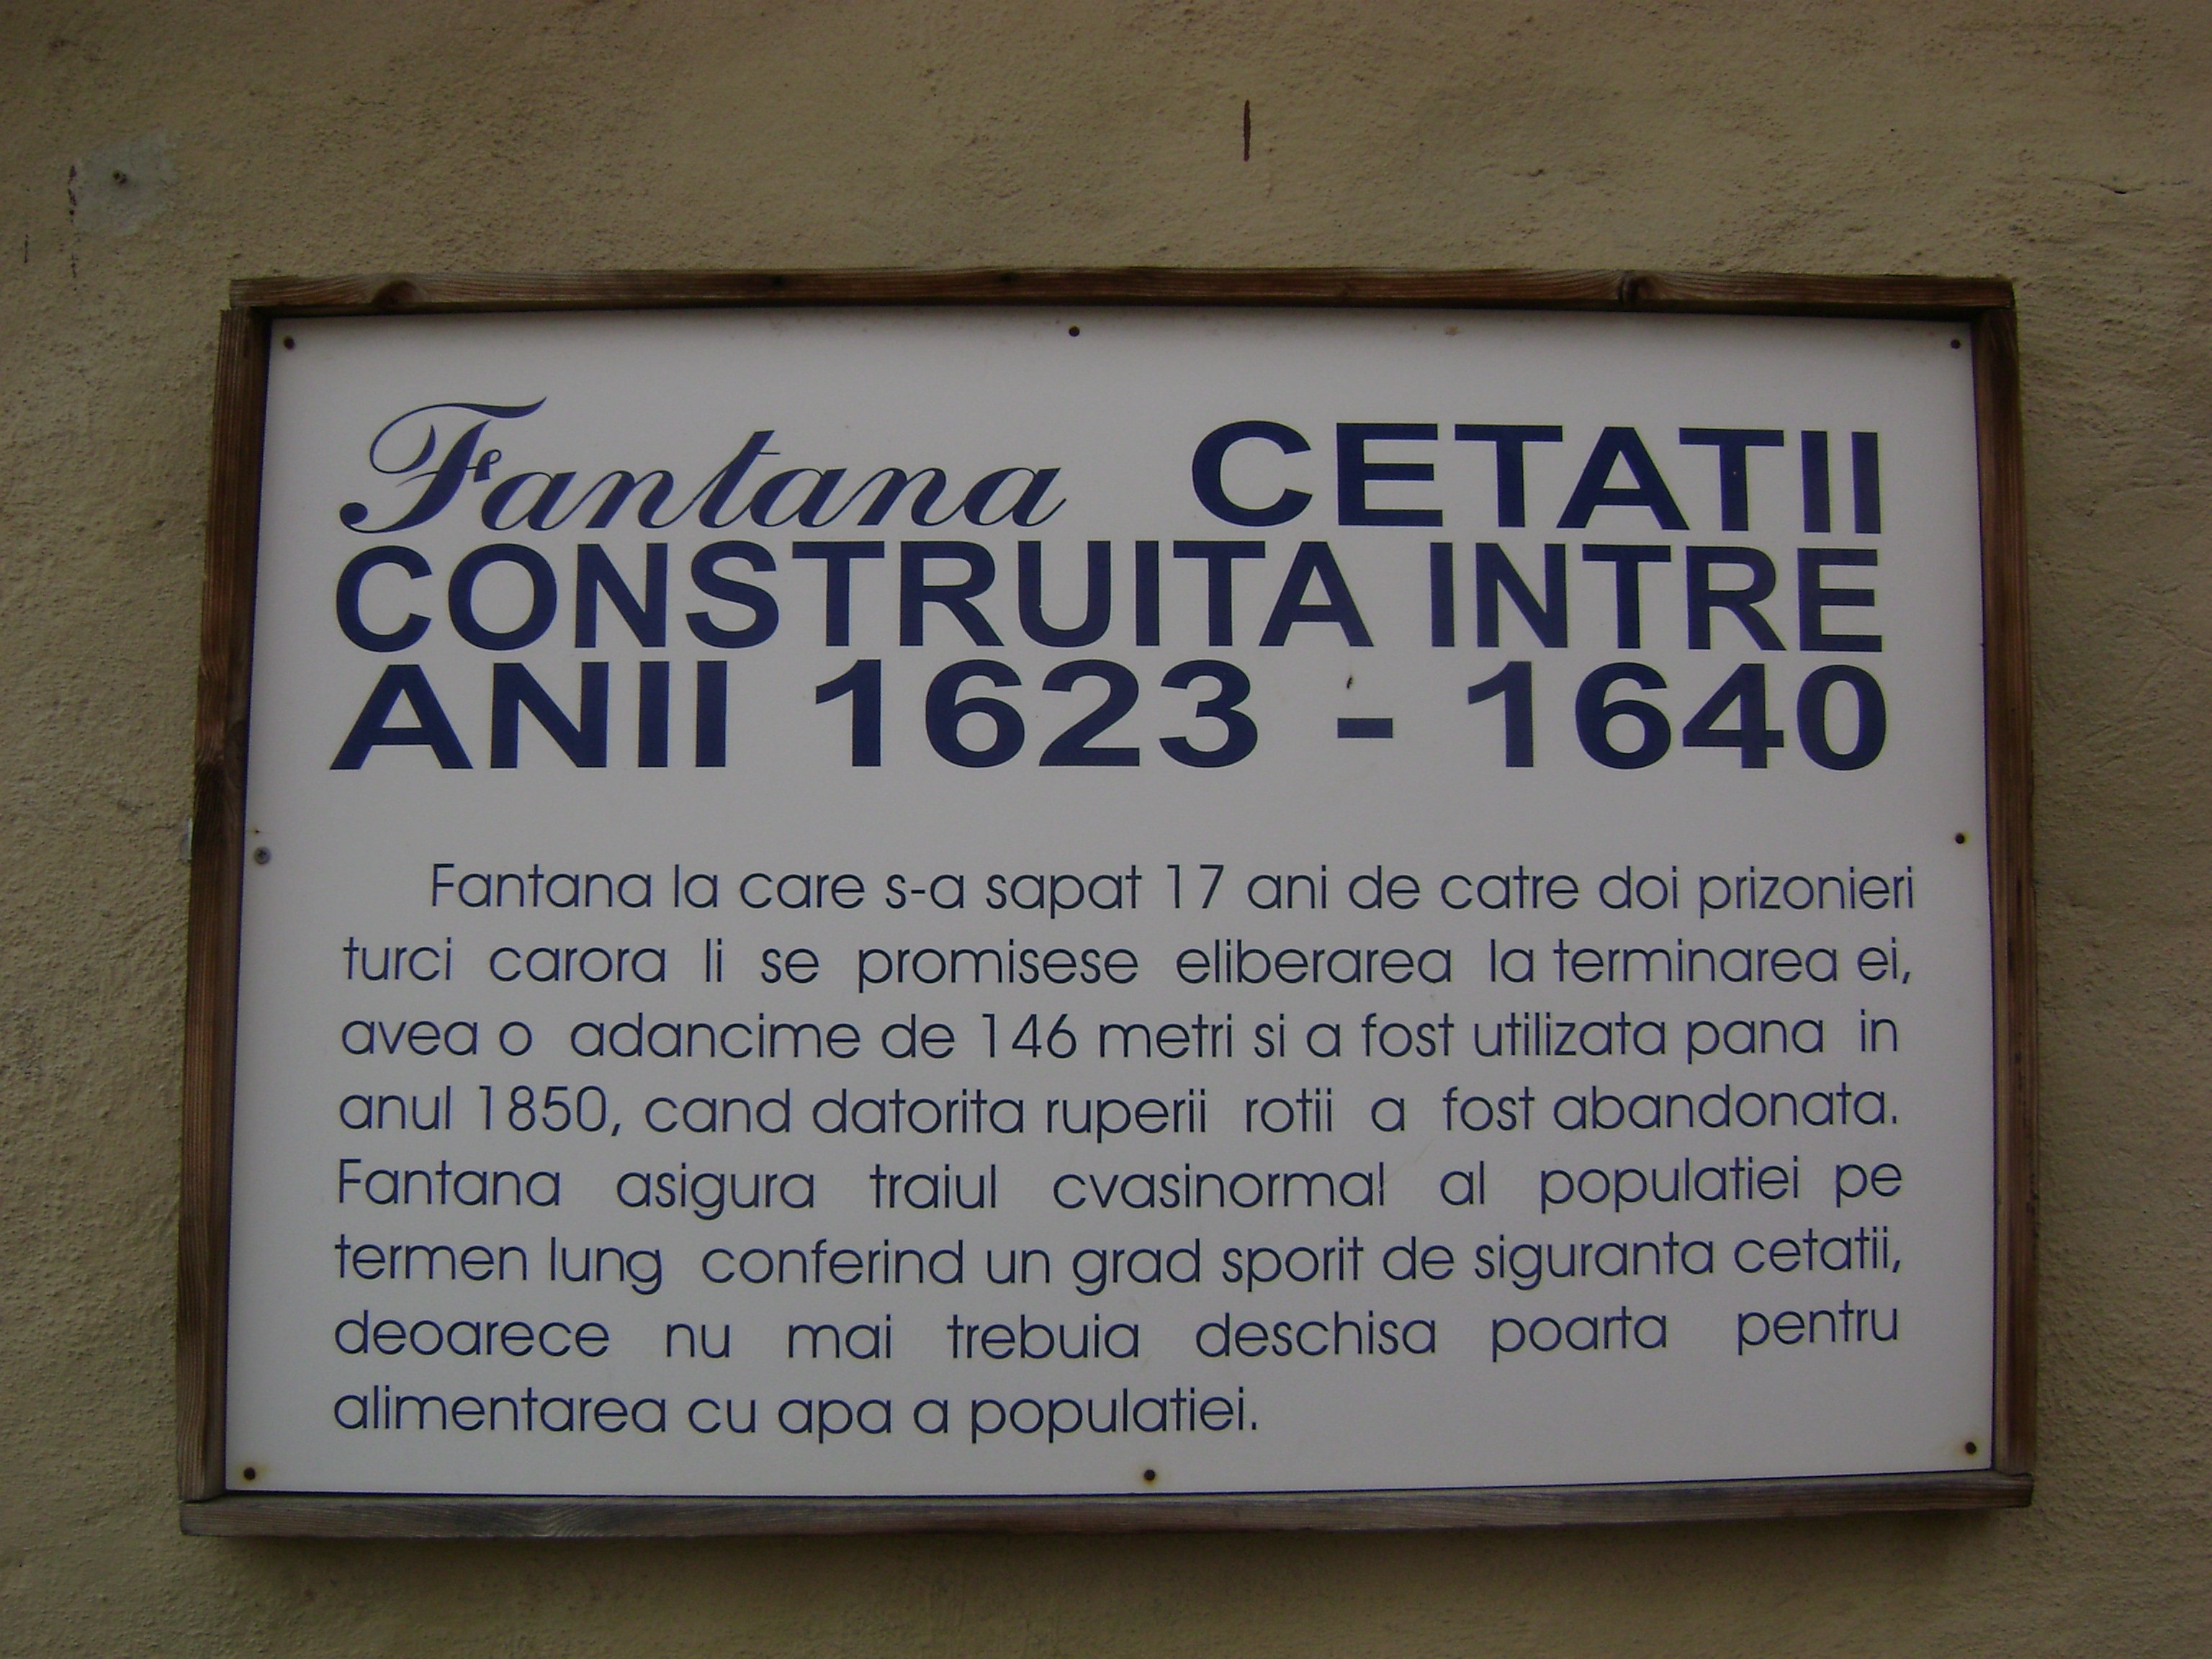 Fantana CETATII
CONSTRUITA INTRE
ANII 1623 - 1640
Fantana la care s-a sapat 17 ani de catre doi prizonieri
turci carora li se promisese eliberarea la terminarea ei,
avea o adancime de 146 metri si a fost utilizata pana in
anul 1850, cand datorita ruperii rotii a fost abandonata.
Fantana asigura traiul cvasinormal al populatiei pe
termen lung conferind un grad sporit de siguranta cetatii,
deoarece nu mai trebuia deschisa poarta pentru
alimentarea cu apa a populatiei.